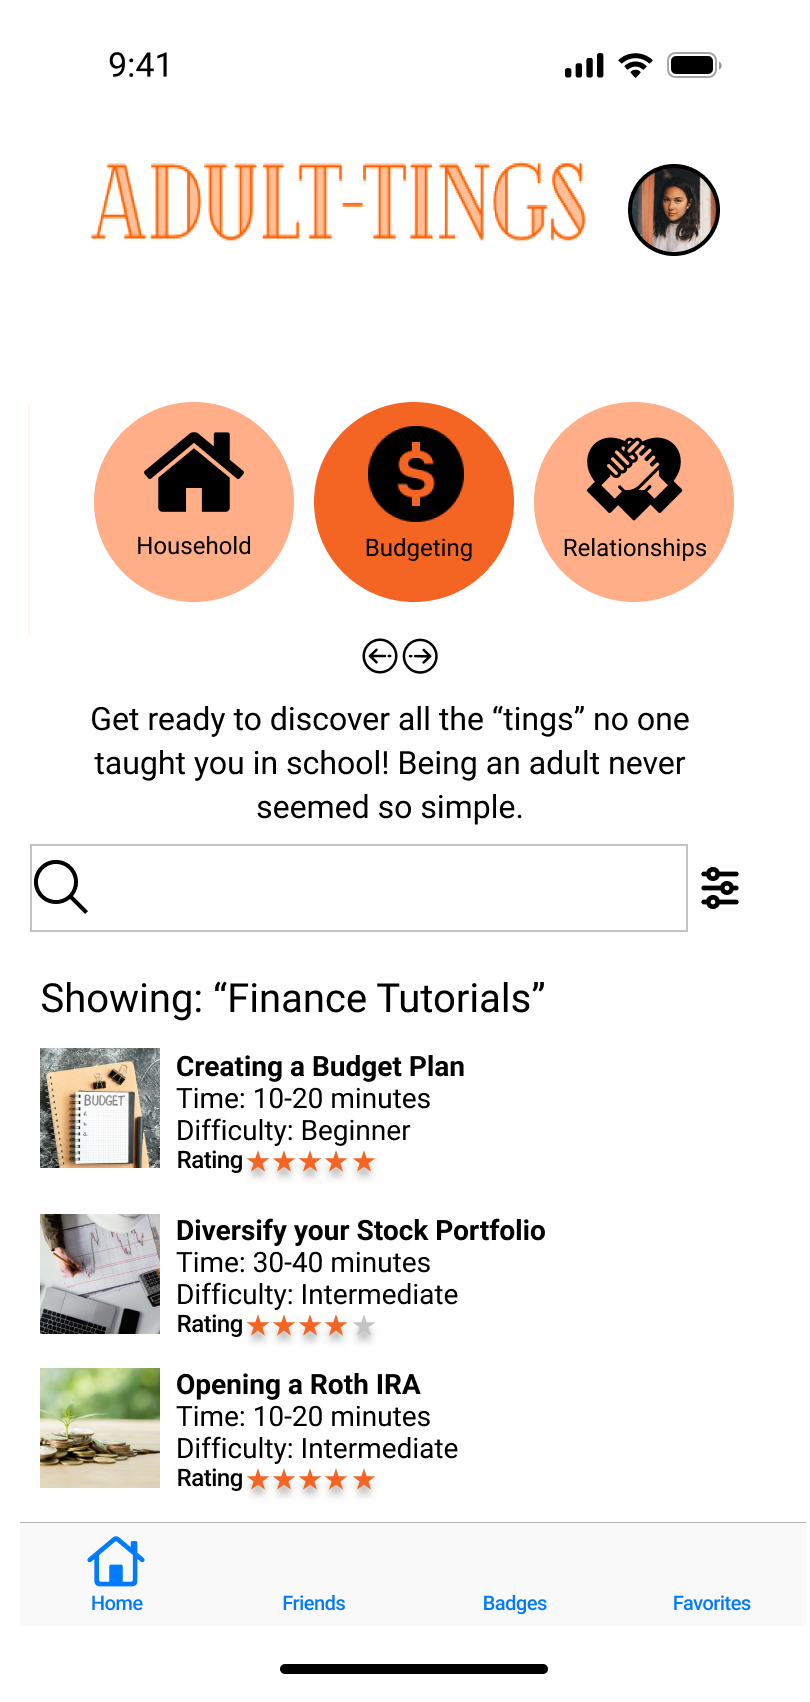 9:41
ADULT-TINGS
Household
Budgeting
Relationships
Get ready to discover all the “tings” no one
taught you in school! Being an adult never
seemed so simple.
Showing: “Finance Tutorials”
Creating a Budget Plan
Time: 10-20 minutes
Difficulty: Beginner
Rating
BUDGET
1.
2.
3.
Diversify your Stock Portfolio
Time: 30-40 minutes
Difficulty: Intermediate
Rating
Opening a Roth IRA
Time: 10-20 minutes
Difficulty: Intermediate
Rating
Home
Friends
Badges
Favorites